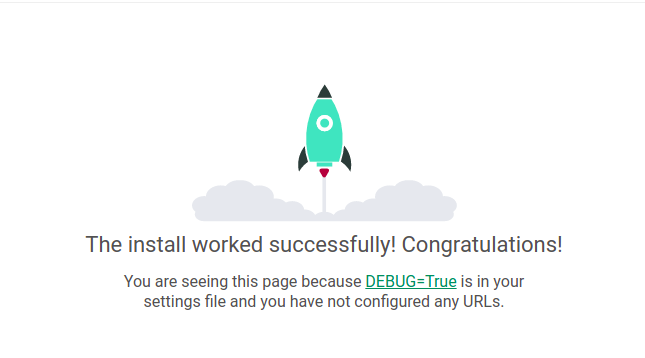 The install worked successfully! Congratulations!
You are seeing this page because DEBUG=True is in your
settings file and you have not configured any URLs.